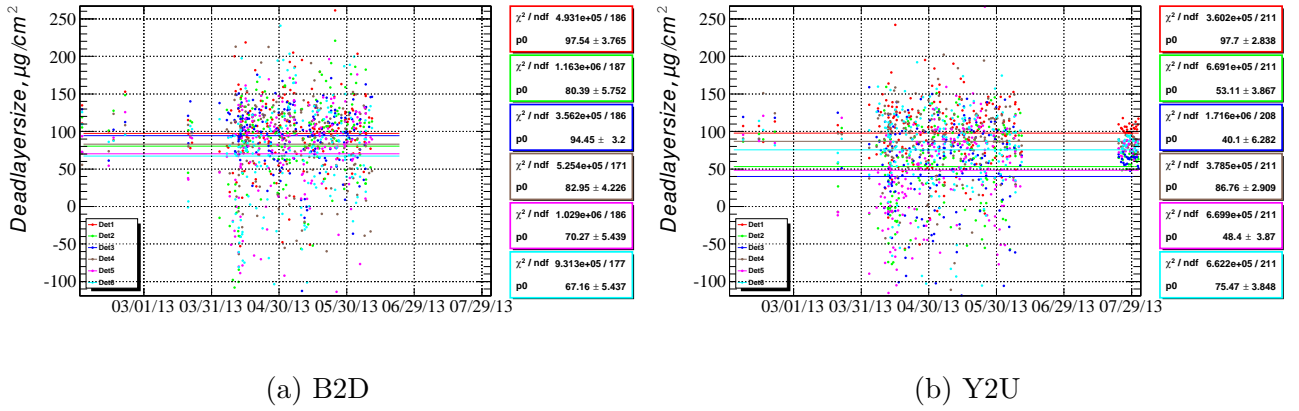 Deadlayersize, μg/cm²
250
200
150
100
50
0
-50
-100
Det1
Det2
Det3
Det4
Det5
Det6
03/01/13 03/31/13 04/30/13 05/30/13 06/29/13 07/29/13
χ² / ndf 4.931e+05 / 186
p0 97.54 ± 3.765
χ² / ndf 1.163e+06 / 187
p0 80.39 ± 5.752
χ² / ndf 3.562e+05 / 186
p0 94.45 ± 3.2
χ² / ndf 5.254e+05 / 171
p0 82.95 ± 4.226
χ² / ndf 1.029e+06 / 186
p0 70.27 ± 5.439
χ² / ndf 9.313e+05 / 177
p0 67.16 ± 5.437
(a) B2D
Deadlayersize, μg/cm²
250
200
150
100
50
0
-50
-100
Det1
Det2
Det3
Det4
Det5
Det6
03/01/13 03/31/13 04/30/13 05/30/13 06/29/13 07/29/13
χ² / ndf 3.602e+05 / 211
p0 97.7 ± 2.838
χ² / ndf 6.691e+05 / 211
p0 53.11 ± 3.867
χ² / ndf 1.716e+06 / 208
p0 40.1 ± 6.282
χ² / ndf 3.785e+05 / 211
p0 86.76 ± 2.909
χ² / ndf 6.699e+05 / 211
p0 48.4 ± 3.87
χ² / ndf 6.622e+05 / 211
p0 75.47 ± 3.848
(b) Y2U